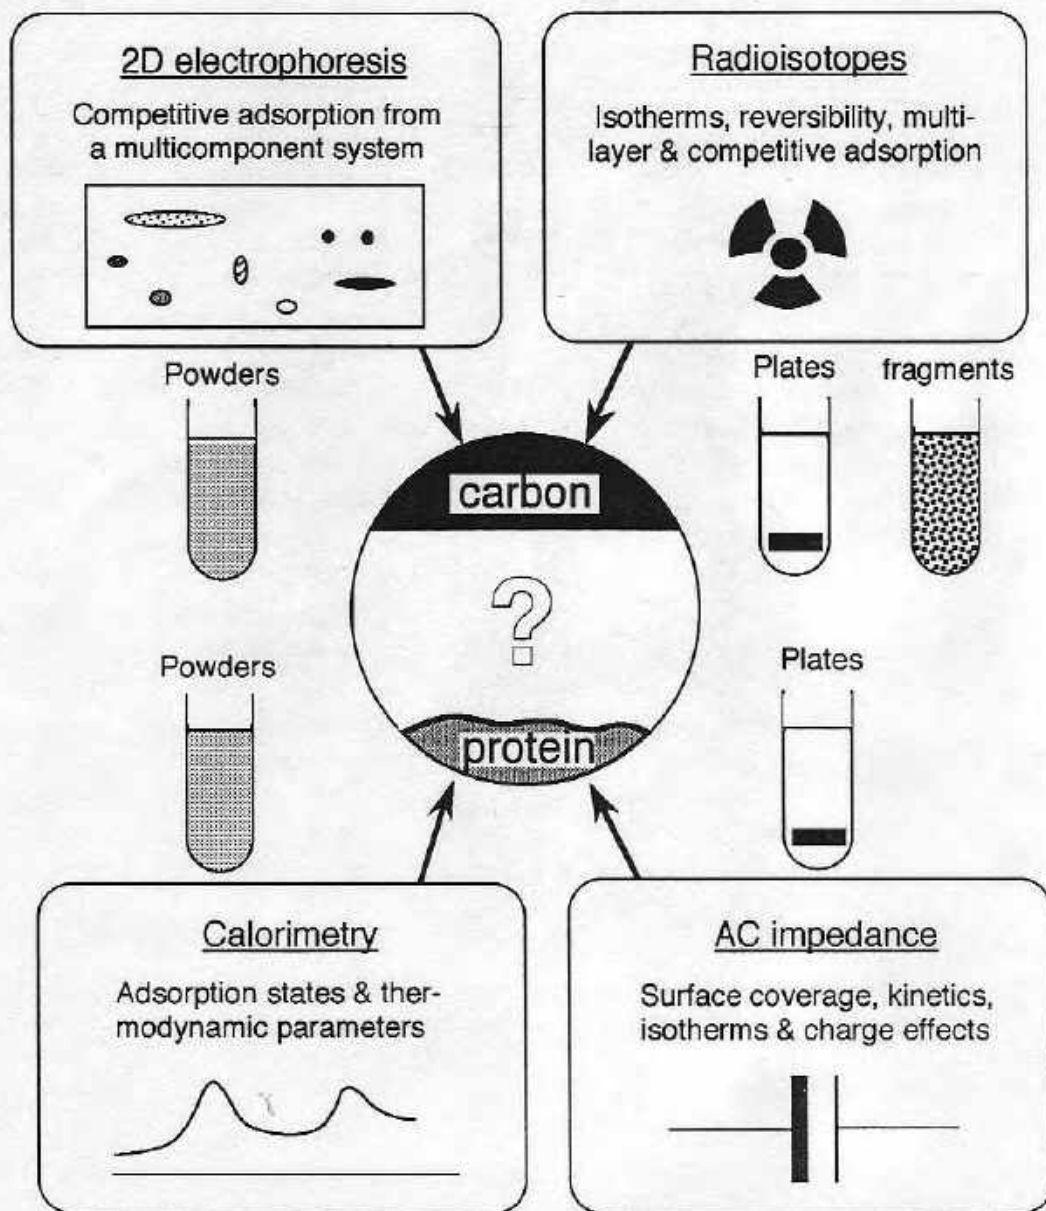 2D electrophoresis
Competitive adsorption from
a multicomponent system
Radioisotopes
Isotherms, reversibility, multi-
layer & competitive adsorption
Powders
Plates
fragments
carbon
?
Powders
Plates
protein
Calorimetry
Adsorption states & ther-
modynamic parameters
AC impedance
Surface coverage, kinetics,
isotherms & charge effects